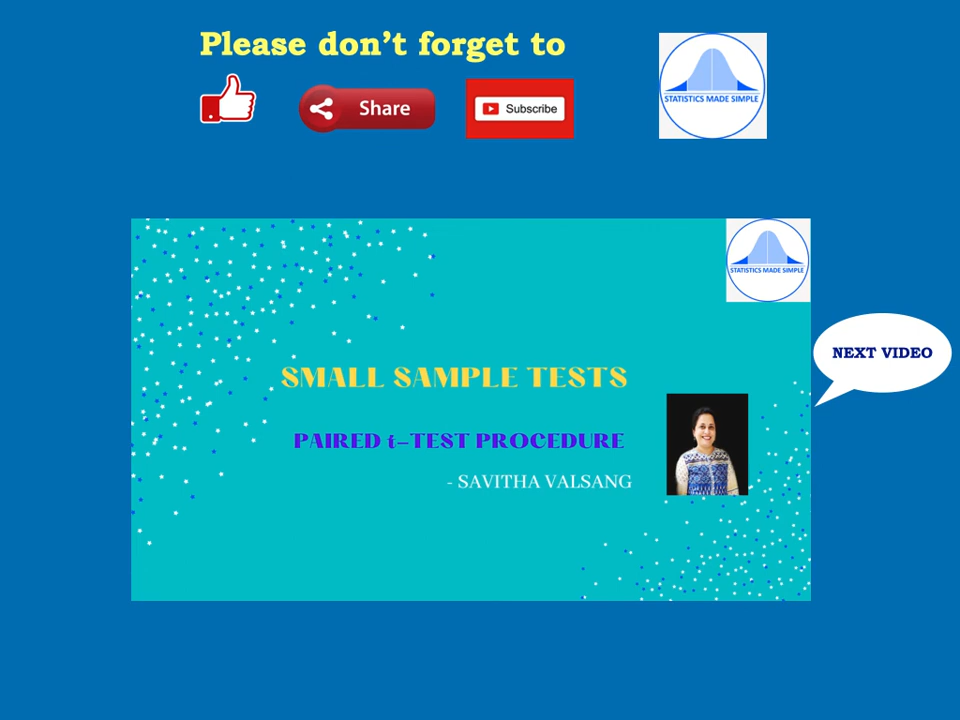 Please don't forget to
Share
Subscribe
STATISTICS MADE SIMPLE
STATISTICS MADE SIMPLE
NEXT VIDEO
SMALL SAMPLE TESTS
PAIRED t-TEST PROCEDURE
- SAVITHA VALSANG